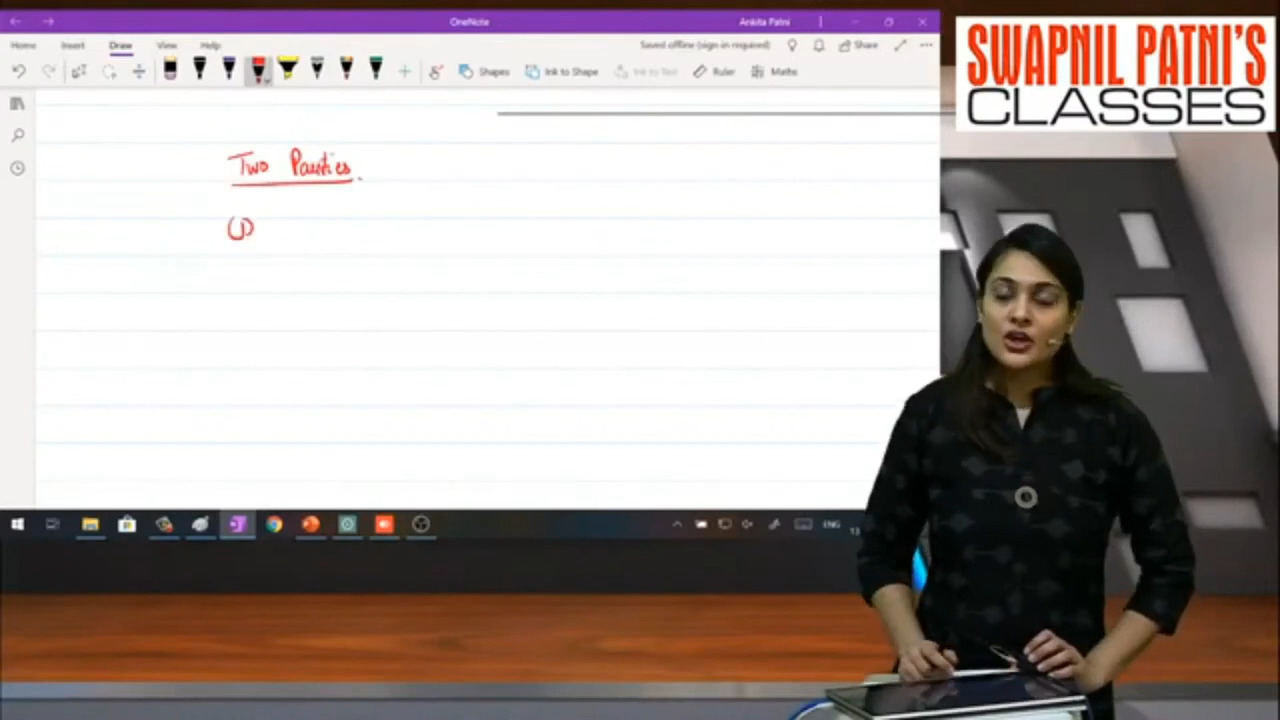 OneNote
Ankita Patni
SWAPNIL PATNI'S
CLASSES
Home Insert Draw View Help
Saved offline (sign in required)
Share
Shapes
Ink to Shape
Ink to Text
Ruler
Maths
Two Parties.
(1)
ENG